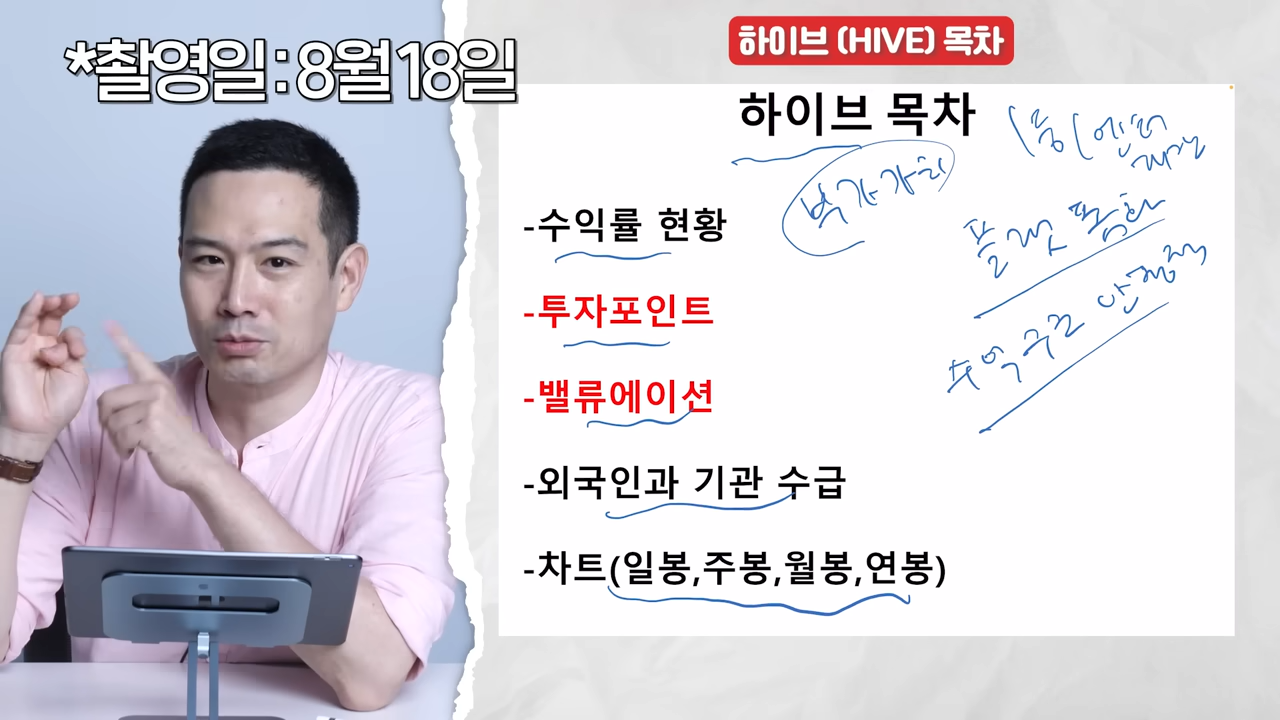 *촬영일 : 8월 18일
하이브 (HIVE) 목차
하이브 목차
-수익률 현황
-투자포인트
-밸류에이션
-외국인과 기관 수급
-차트(일봉,주봉,월봉,연봉)